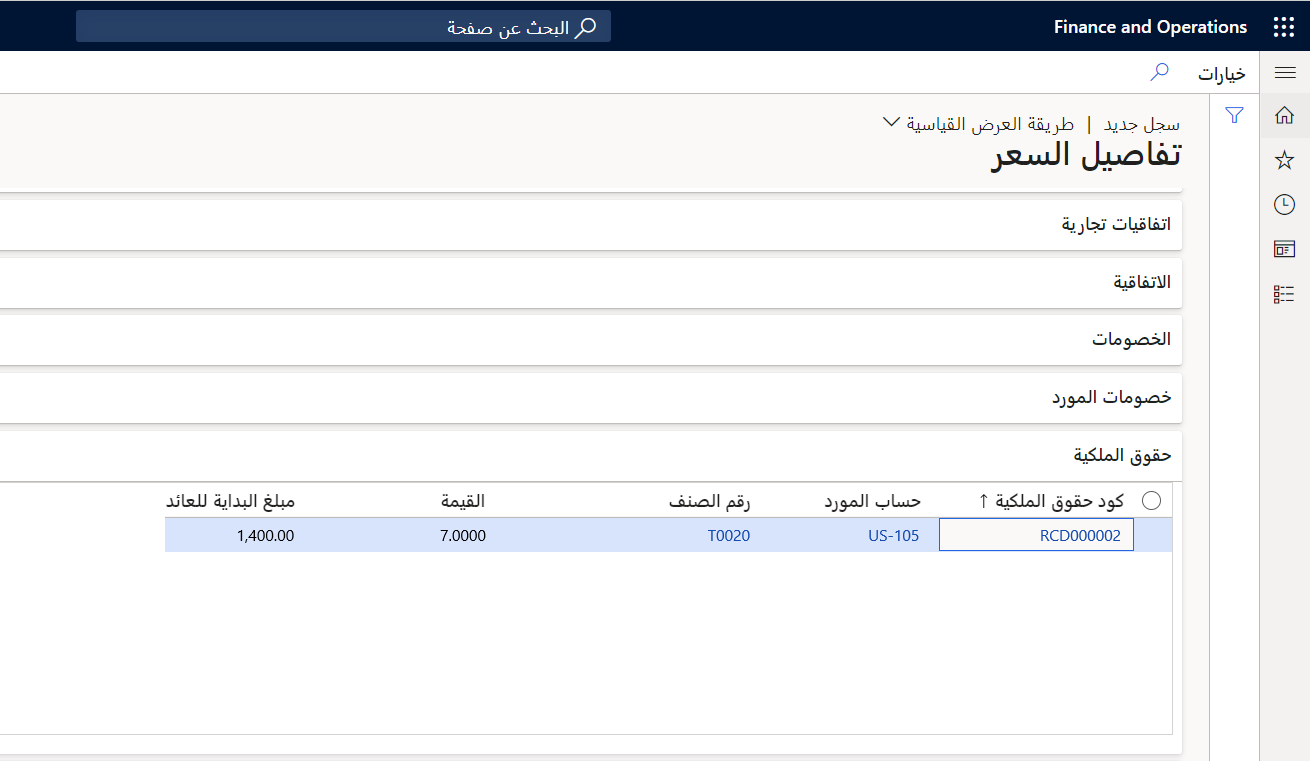 Finance and Operations
البحث عن صفحة
خيارات
سجل جديد | طريقة العرض القياسية
تفاصيل السعر
اتفاقيات تجارية
الاتفاقية
الخصومات
خصومات المورد
حقوق الملكية
كود حقوق الملكية ↑ حساب المورد رقم الصنف القيمة مبلغ البداية للعائد
RCD000002 US-105 T0020 7.0000 1,400.00